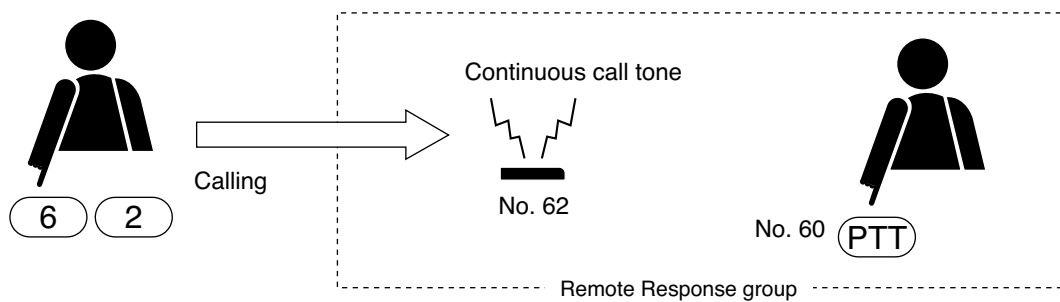 Continuous call tone
Calling
6 2
No. 62
No. 60 PTT
Remote Response group